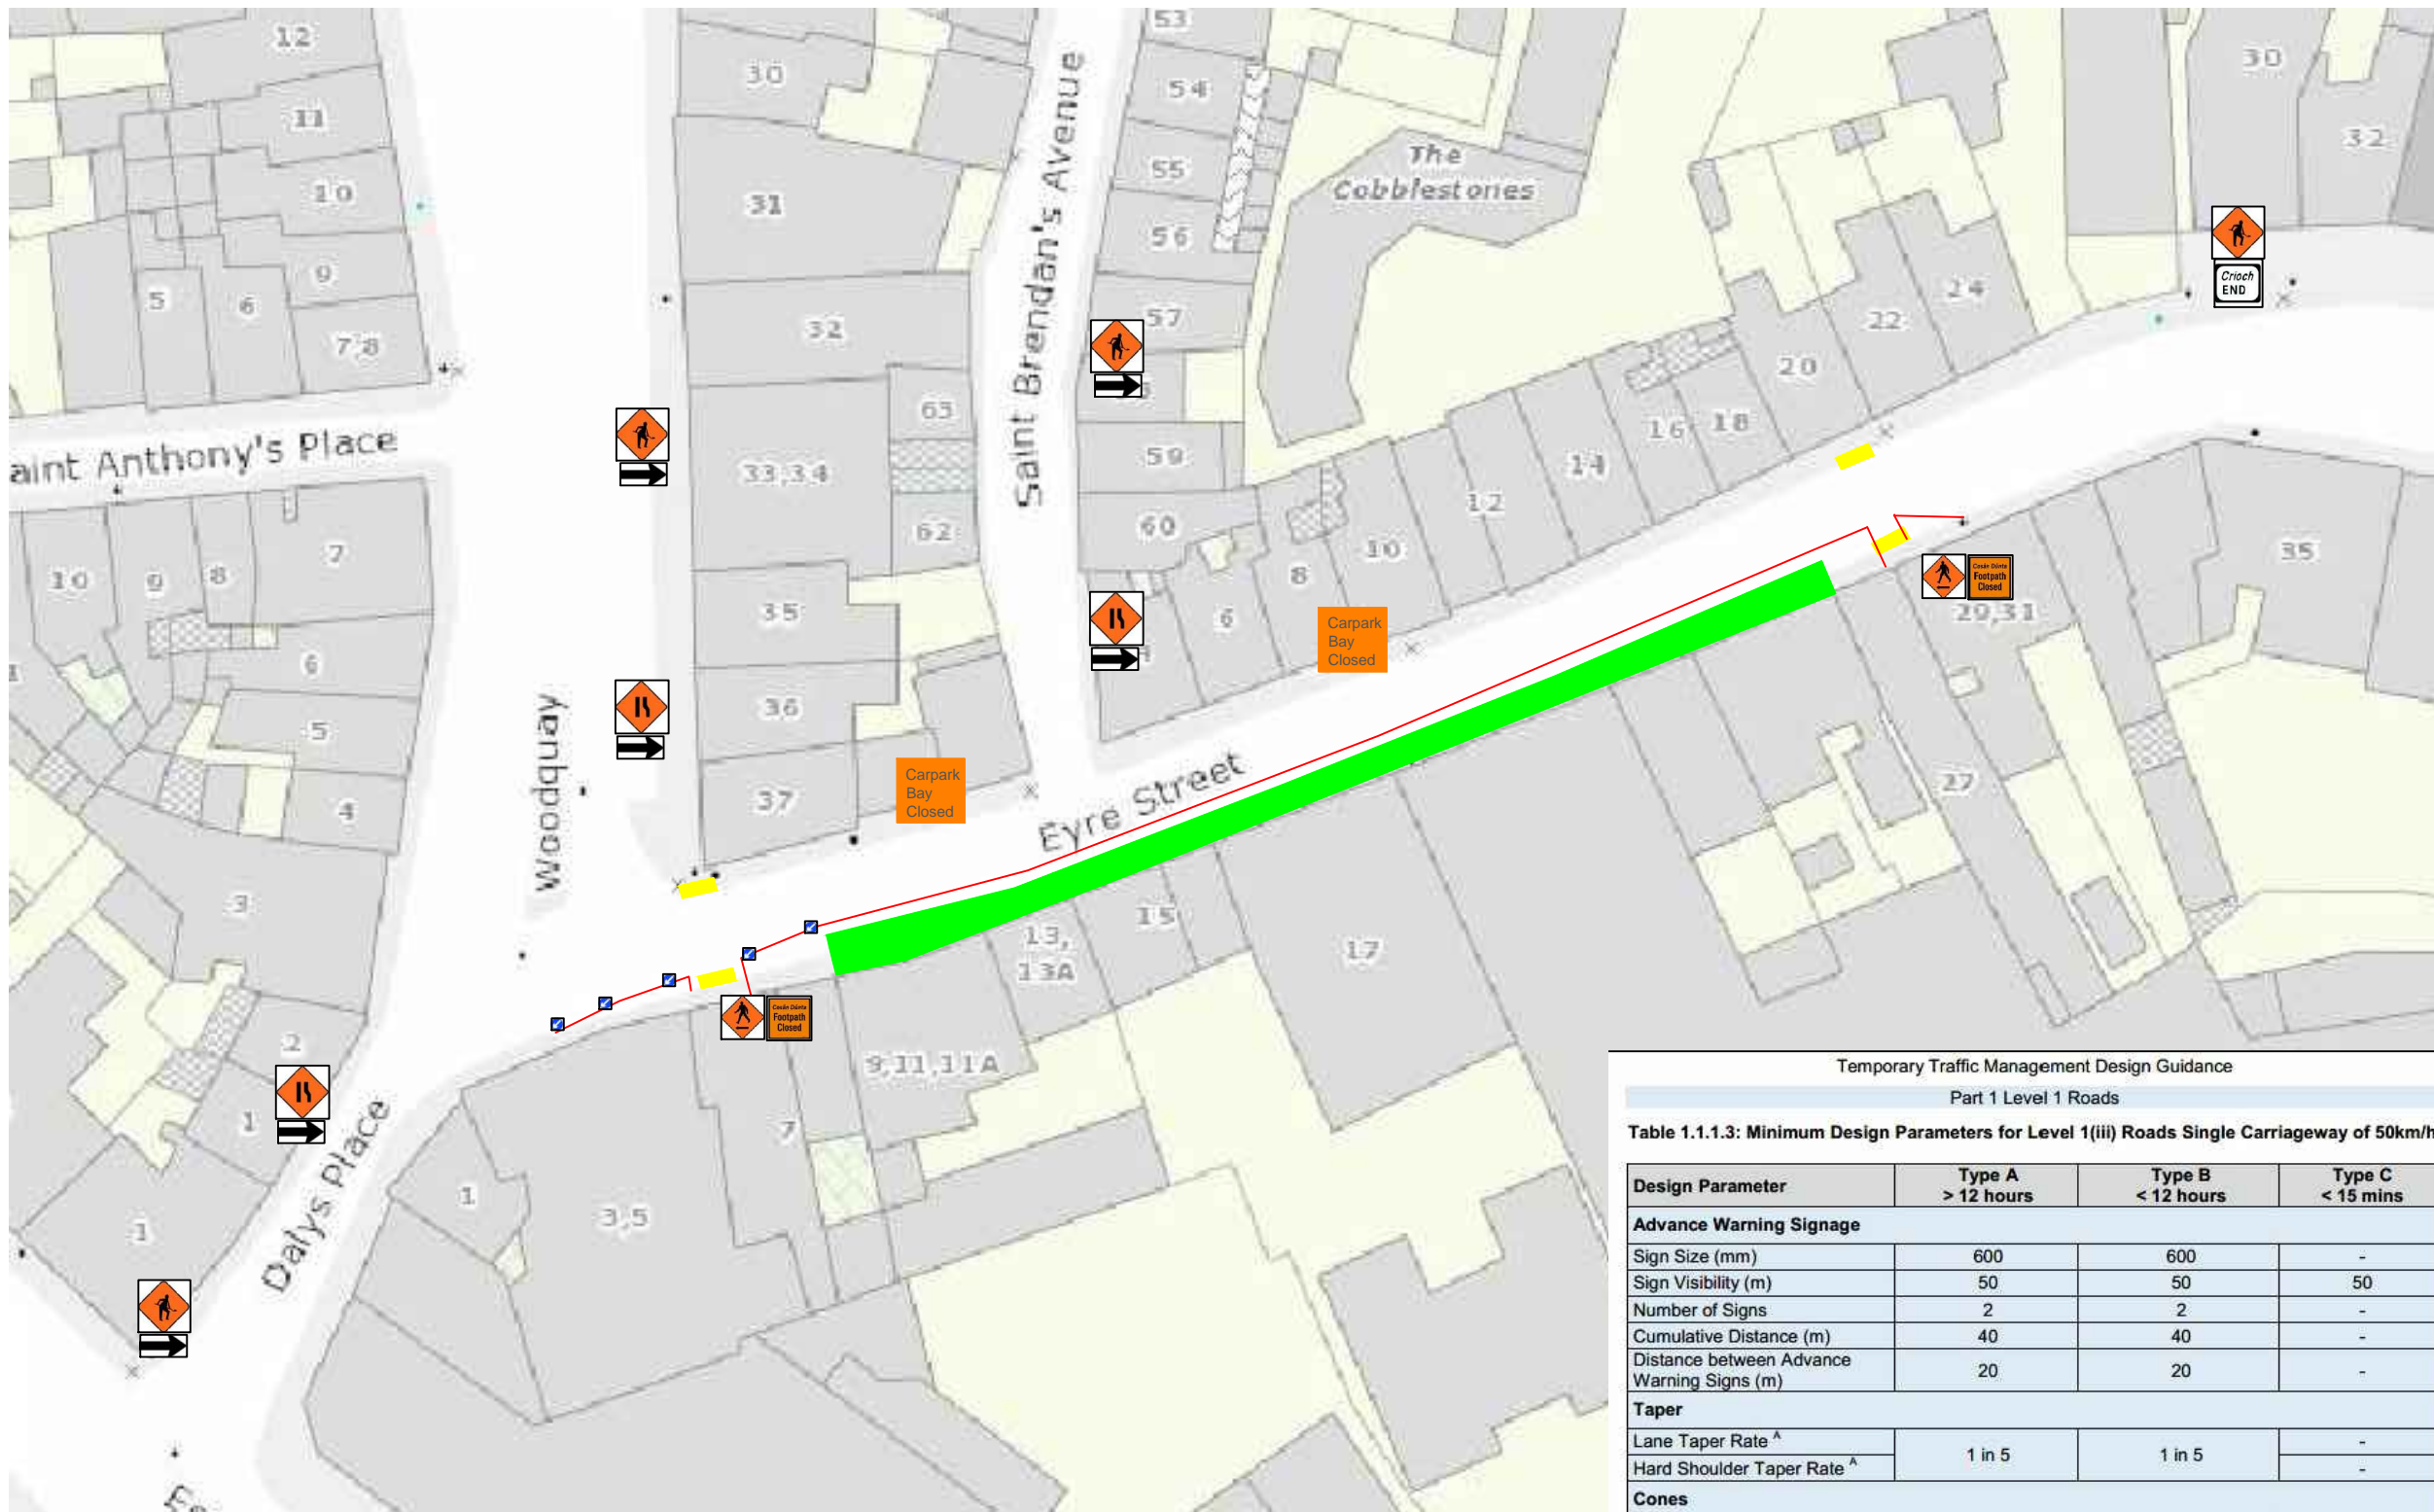 12
11
10
9
5
6
7,8
aint Anthony's Place
10
9
8
7
6
5
4
3
2
1
1
Woodquay
Dalys Place
30
31
32
33,34
63
62
35
36
37
Saint Brendan's Avenue
53
54
55
56
57
59
60
6
8
10
12
14
16
18
20
22
24
The
Cobblestones
30
32
Críoch
END
Carpark
Bay
Closed
Carpark
Bay
Closed
Eyre Street
Footpath
Closed
29,31
35
27
17
15
13,
13A
9,11,11A
7
3,5
1
Footpath
Closed
Temporary Traffic Management Design Guidance
Part 1 Level 1 Roads
Table 1.1.1.3: Minimum Design Parameters for Level 1(iii) Roads Single Carriageway of 50km/h
Design Parameter Type A > 12 hours Type B < 12 hours Type C < 15 mins
Advance Warning Signage
Sign Size (mm) 600 600 -
Sign Visibility (m) 50 50 50
Number of Signs 2 2 -
Cumulative Distance (m) 40 40 -
Distance between Advance
Warning Signs (m) 20 20 -
Taper
Lane Taper Rate A 1 in 5 1 in 5 -
Hard Shoulder Taper Rate A -
Cones